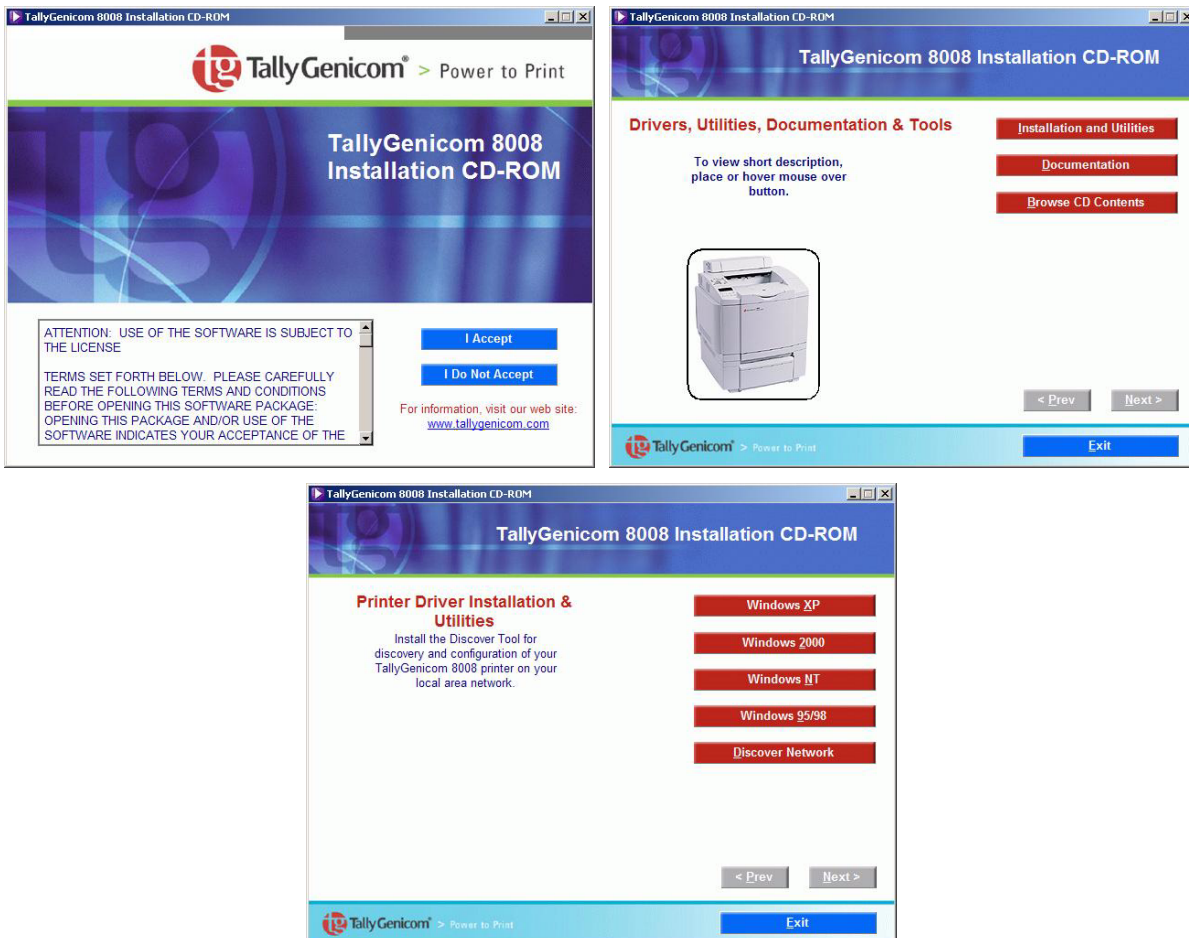 TallyGenicom 8008 Installation CD-ROM
tg TallyGenicom® > Power to Print
TallyGenicom 8008
Installation CD-ROM
ATTENTION: USE OF THE SOFTWARE IS SUBJECT TO
THE LICENSE
TERMS SET FORTH BELOW. PLEASE CAREFULLY
READ THE FOLLOWING TERMS AND CONDITIONS
BEFORE OPENING THIS SOFTWARE PACKAGE:
OPENING THIS PACKAGE AND/OR USE OF THE
SOFTWARE INDICATES YOUR ACCEPTANCE OF THE
I Accept
I Do Not Accept
For information, visit our web site:
www.tallygenicom.com
TallyGenicom 8008 Installation CD-ROM
TallyGenicom 8008 Installation CD-ROM
Drivers, Utilities, Documentation & Tools
To view short description,
place or hover mouse over
button.
Installation and Utilities
Documentation
Browse CD Contents
< Prev
Next >
tg TallyGenicom® > Power to Print
Exit
TallyGenicom 8008 Installation CD-ROM
TallyGenicom 8008 Installation CD-ROM
Printer Driver Installation &
Utilities
Install the Discover Tool for
discovery and configuration of your
TallyGenicom 8008 printer on your
local area network.
Windows XP
Windows 2000
Windows NT
Windows 95/98
Discover Network
< Prev
Next >
tg TallyGenicom® > Power to Print
Exit